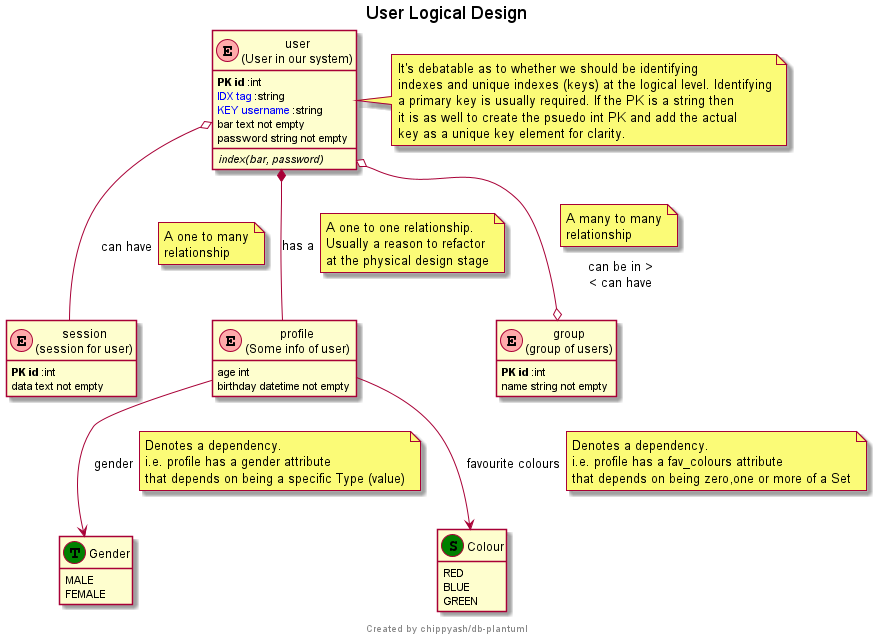 User Logical Design
E
user
(User in our system)
PK id :int
IDX tag :string
KEY username :string
bar text not empty
password string not empty
index(bar, password)
It's debatable as to whether we should be identifying
indexes and unique indexes (keys) at the logical level. Identifying
a primary key is usually required. If the PK is a string then
it is as well to create the psuedo int PK and add the actual
key as a unique key element for clarity.
can have
A one to many
relationship
has a
A one to one relationship.
Usually a reason to refactor
at the physical design stage
A many to many
relationship
can be in >
< can have
E
session
(session for user)
PK id :int
data text not empty
E
profile
(Some info of user)
age int
birthday datetime not empty
E
group
(group of users)
PK id :int
name string not empty
gender
Denotes a dependency.
i.e. profile has a gender attribute
that depends on being a specific Type (value)
favourite colours
Denotes a dependency.
i.e. profile has a fav_colours attribute
that depends on being zero,one or more of a Set
T
Gender
MALE
FEMALE
S
Colour
RED
BLUE
GREEN
Created by chippyash/db-plantuml